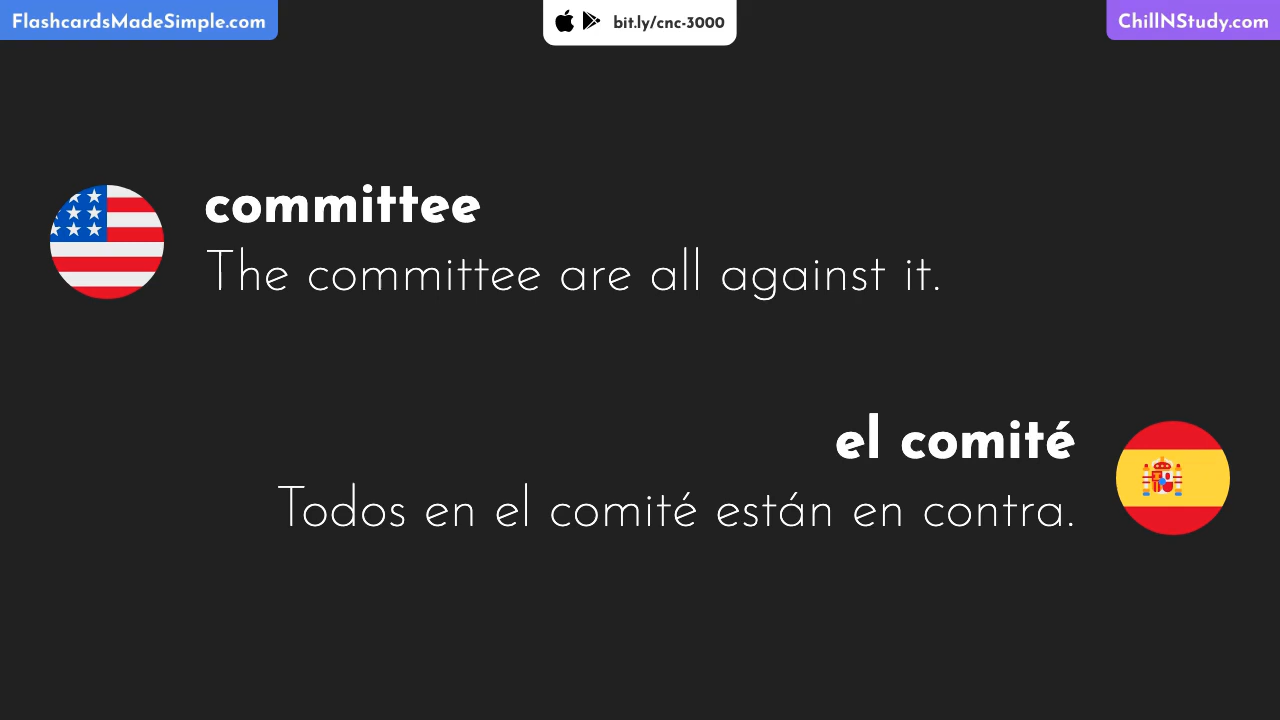 FlashcardsMadeSimple.com
bit.ly/cnc-3000
ChillNStudy.com
committee
The committee are all against it.
el comité
Todos en el comité están en contra.